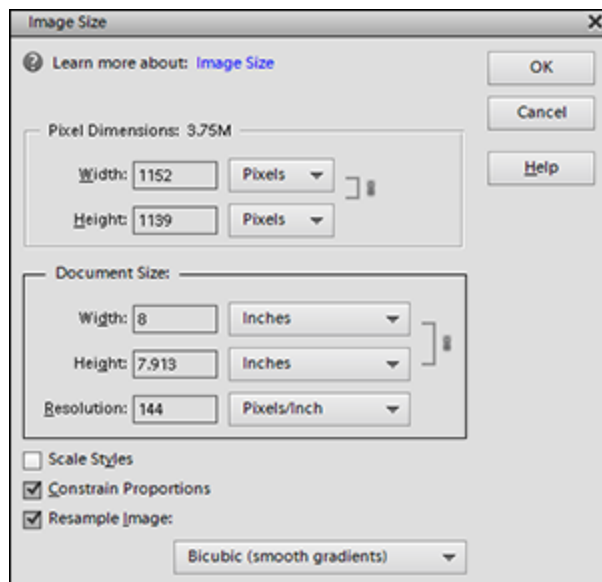 Image Size
Learn more about: Image Size
OK
Cancel
Help
Pixel Dimensions: 3.75M
Width: 1152 Pixels
Height: 1139 Pixels
Document Size:
Width: 8 Inches
Height: 7.913 Inches
Resolution: 144 Pixels/Inch
Scale Styles
Constrain Proportions
Resample Image:
Bicubic (smooth gradients)